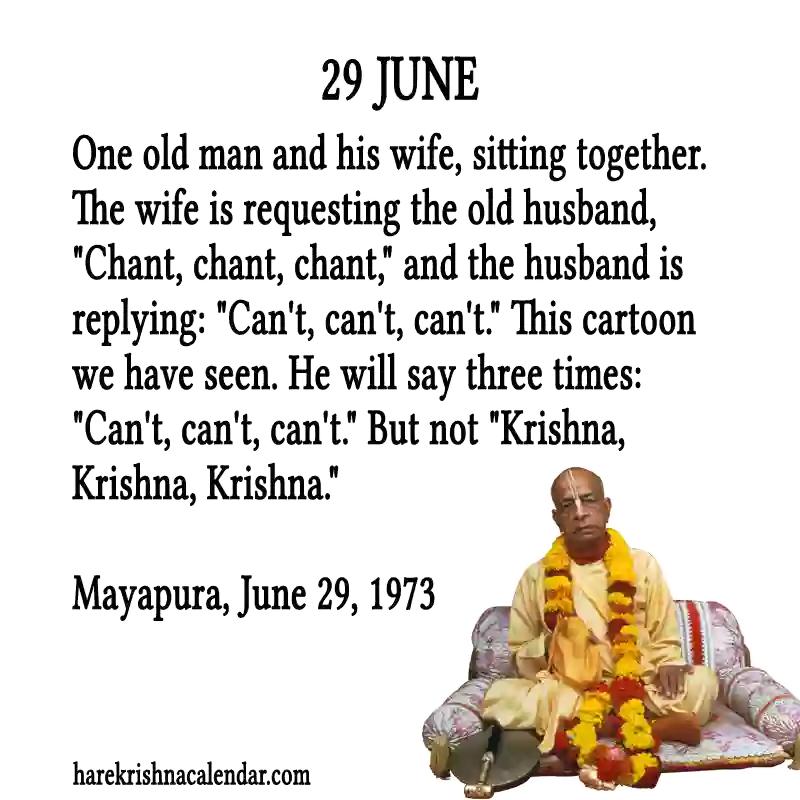 29 JUNE
One old man and his wife, sitting together.
The wife is requesting the old husband,
"Chant, chant, chant," and the husband is
replying: "Can't, can't, can't." This cartoon
we have seen. He will say three times:
"Can't, can't, can't." But not "Krishna,
Krishna, Krishna."
Mayapura, June 29, 1973
harekrishnacalendar.com